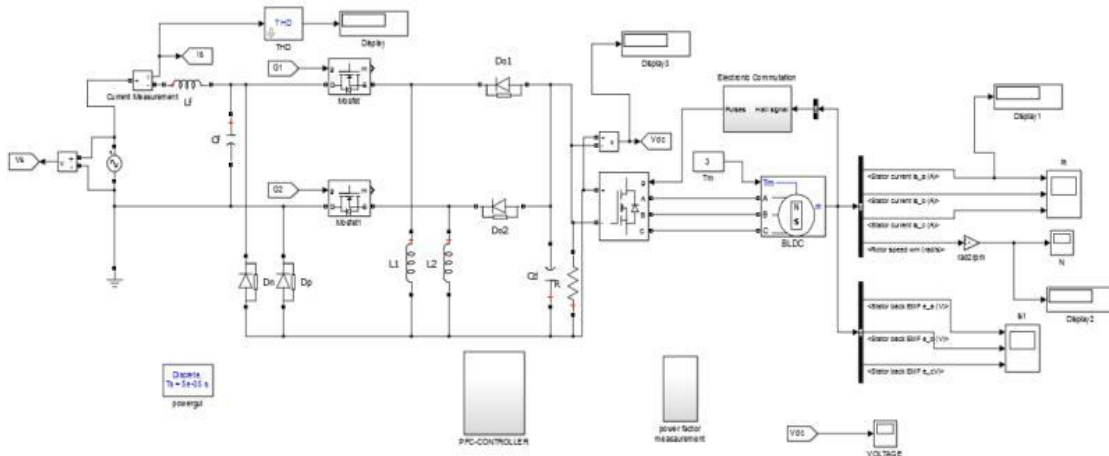 THD
THD
Display
Is
Current Measurement
Lf
G1
Mosfet
Do1
Display3
Electronic Commutation
Pulses
Hall signal
Display1
Vs
Cf
Vdc
3
Tm
G2
Mosfet1
Do2
g
A
B
C
Tm
A
B
C
N
S
m
BLDC
<Stator current is_a (A)>
<Stator current is_b (A)>
<Stator current is_c (A)>
<Rotor speed wm (rad/s)>
rad2rpm
N
Display2
Dn
Dp
L1
L2
R
<Stator back EMF e_a (V)>
<Stator back EMF e_b (V)>
<Stator back EMF e_c (V)>
Discrete,
Ts = 5e-05 s
powergui
PFC-CONTROLLER
power factor
measurement
Vdc
VOLTAGE